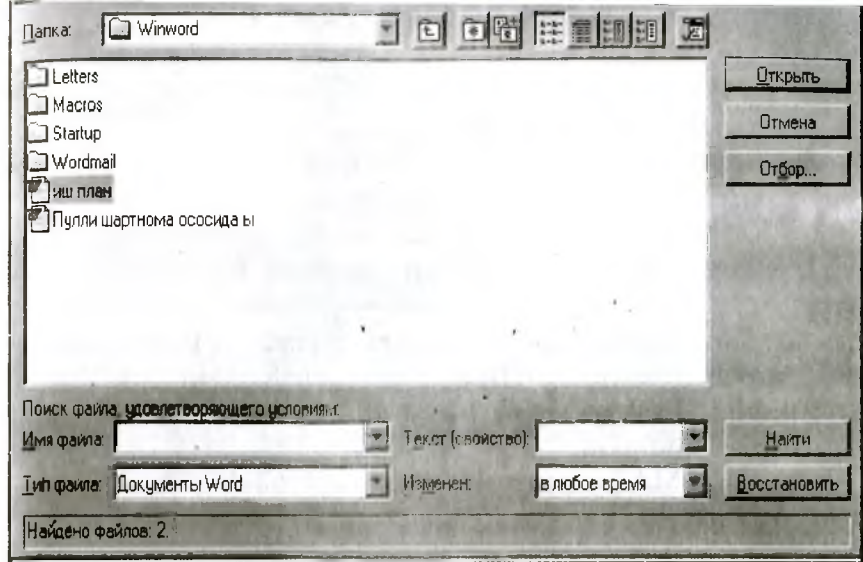 Папка: Winword
Letters
Открыть
Macros
Отмена
Startup
Wordmail
Отбор...
иш план
Пулли шартнома ососида ы
Поиск файла, удовлетворяющего условиям:
Имя файла: Текст (свойство): Найти
Тип файла: Документы Word Изменен: в любое время Восстановить
Найдено файлов: 2.